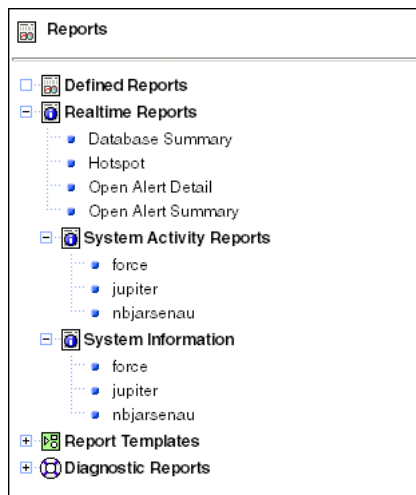 Reports
Defined Reports
Realtime Reports
Database Summary
Hotspot
Open Alert Detail
Open Alert Summary
System Activity Reports
force
jupiter
nbjarsenau
System Information
force
jupiter
nbjarsenau
Report Templates
Diagnostic Reports